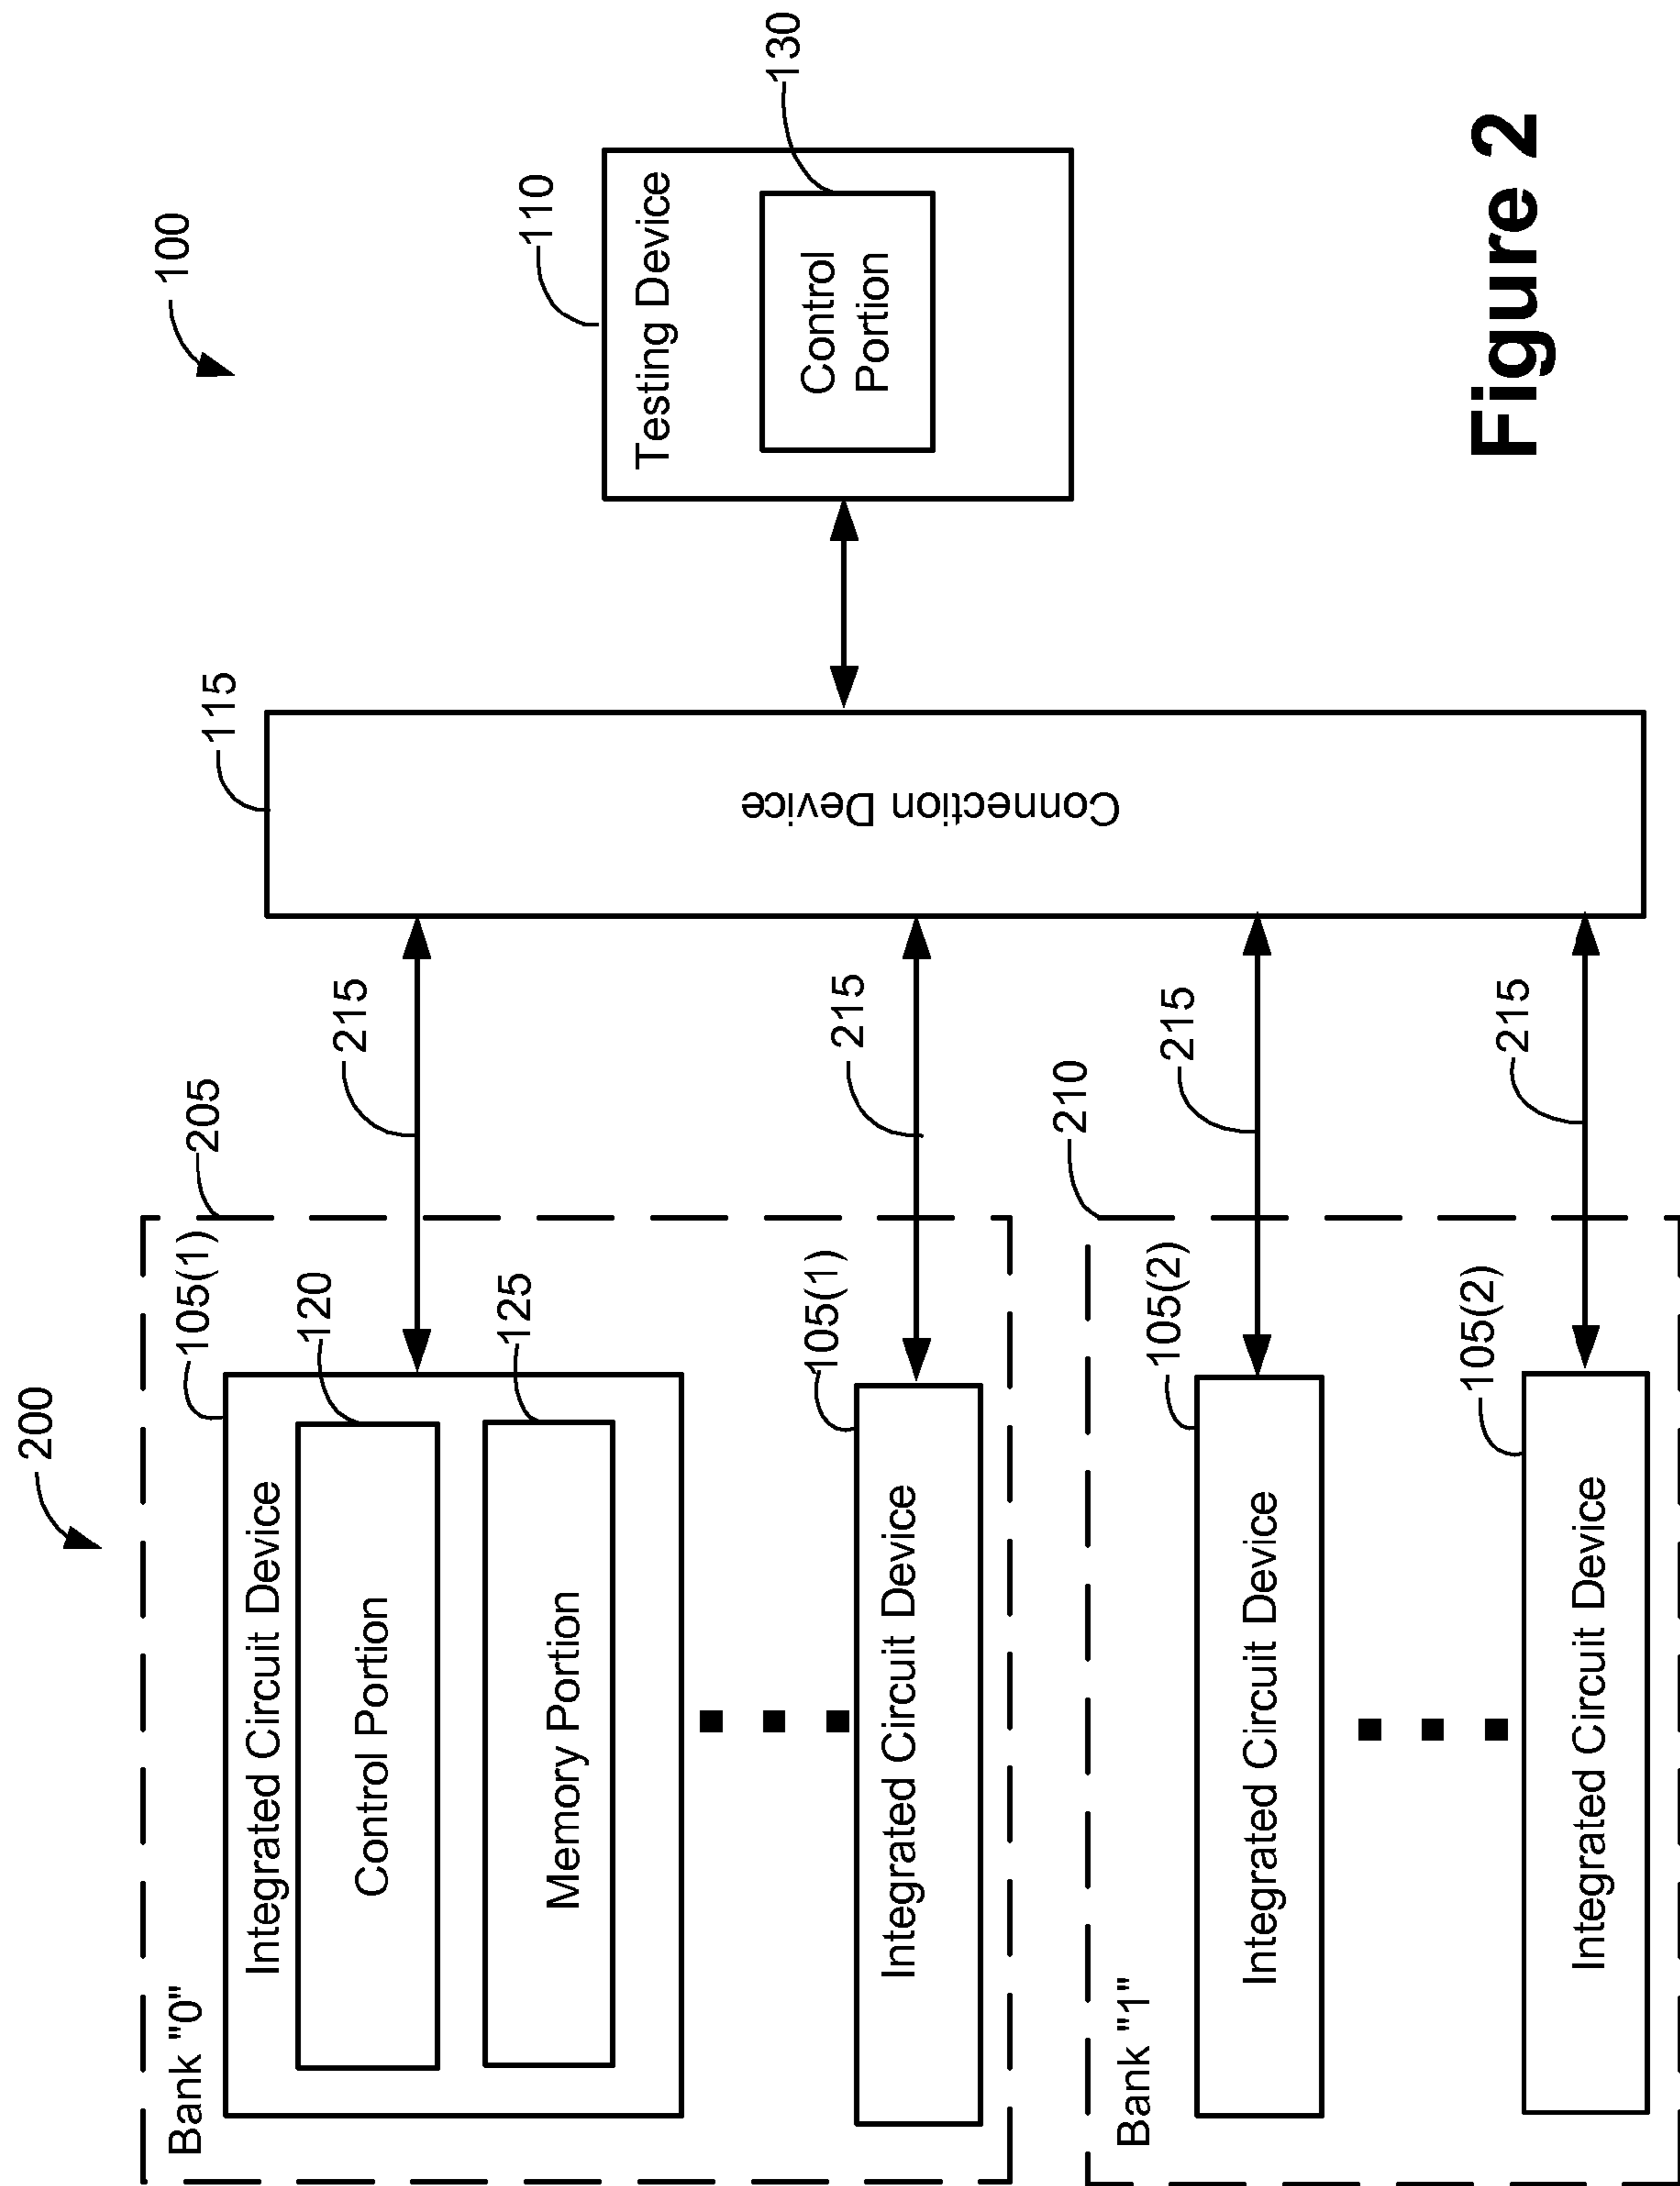 200
100
205
Bank "0"
105(1)
Integrated Circuit Device
120
Control Portion
125
Memory Portion
215
105(1)
Integrated Circuit Device
215
210
Bank "1"
105(2)
Integrated Circuit Device
215
105(2)
Integrated Circuit Device
215
115
Connection Device
110
Testing Device
130
Control
Portion
Figure 2